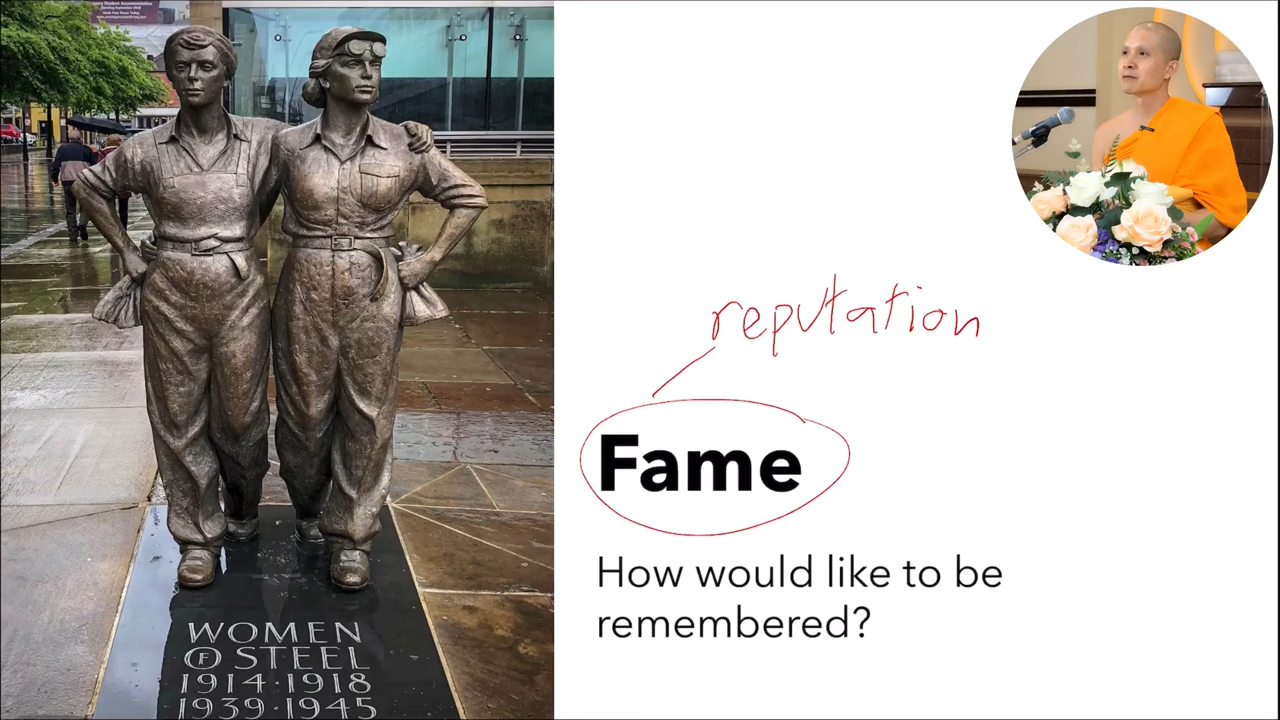 WOMEN
OF STEEL
1914·1918
1939·1945
reputation
Fame
How would like to be
remembered?